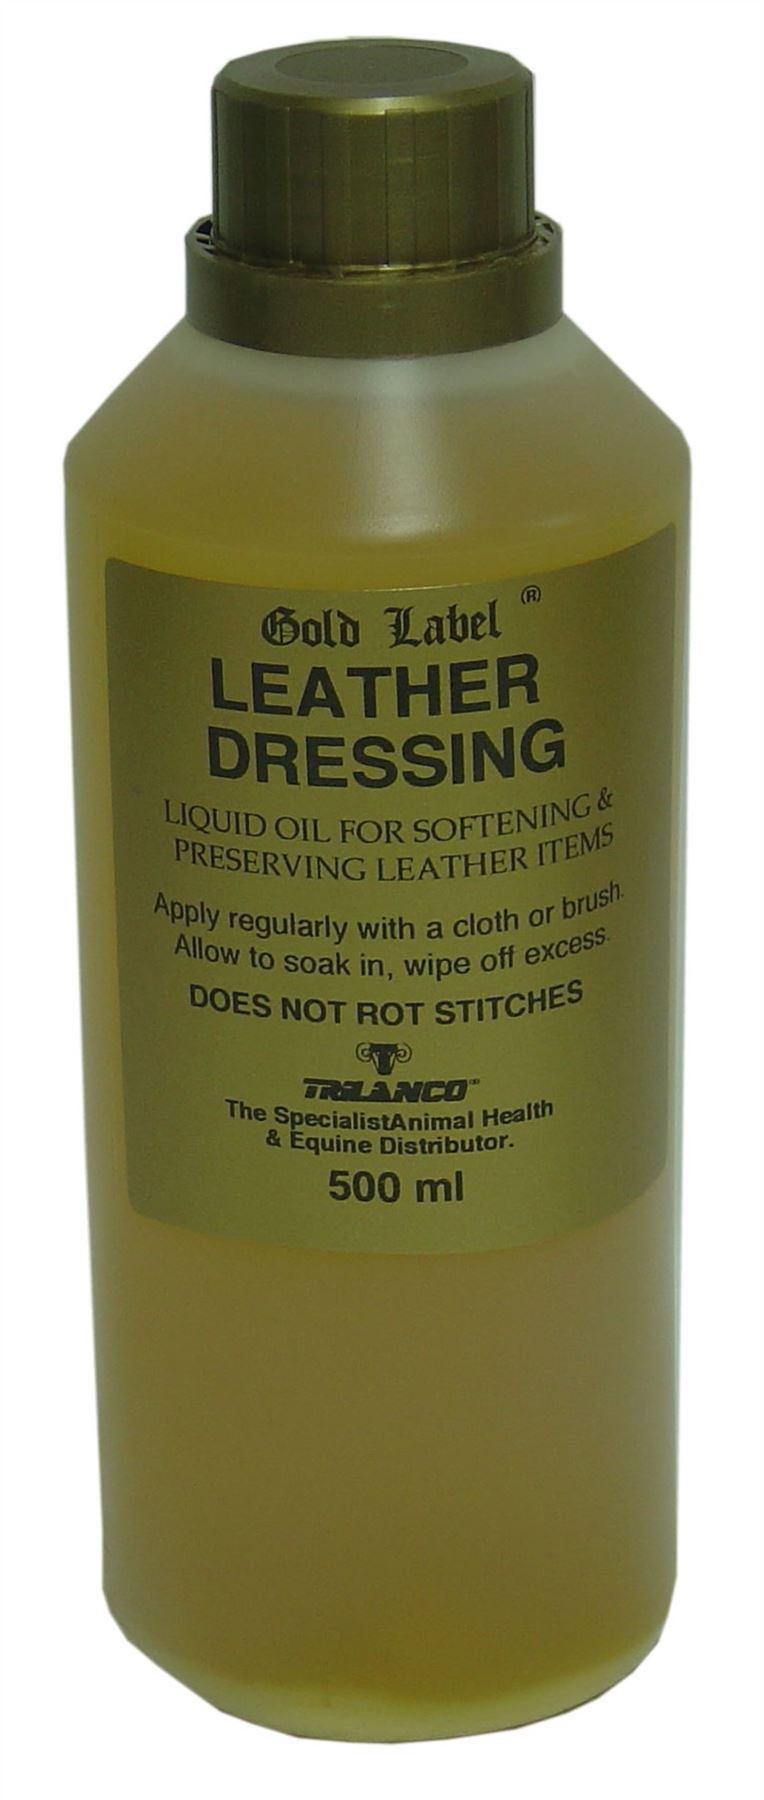 Gold Label ®
LEATHER
DRESSING
LIQUID OIL FOR SOFTENING &
PRESERVING LEATHER ITEMS
Apply regularly with a cloth or brush.
Allow to soak in, wipe off excess.
DOES NOT ROT STITCHES
TRILANCO
The SpecialistAnimal Health
& Equine Distributor.
500 ml